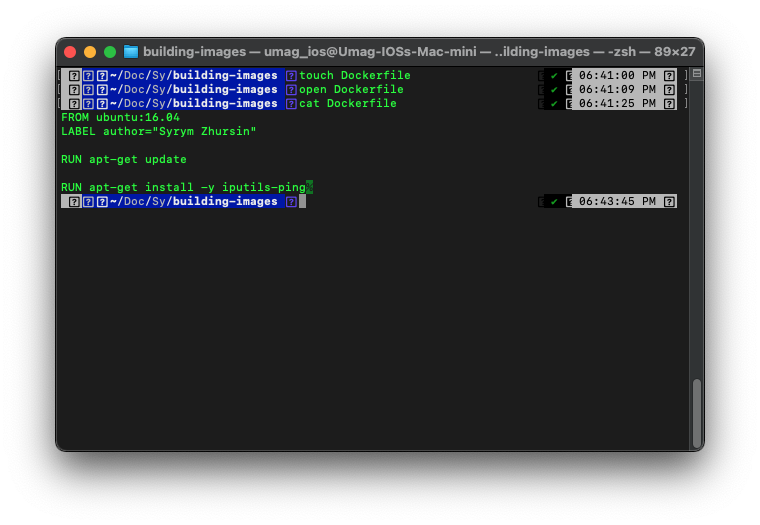 building-images — umag_ios@Umag-IOSs-Mac-mini — ..ilding-images — -zsh — 89×27
~/Doc/Sy/building-images touch Dockerfile ✔ 06:41:00 PM
~/Doc/Sy/building-images open Dockerfile ✔ 06:41:09 PM
~/Doc/Sy/building-images cat Dockerfile ✔ 06:41:25 PM
FROM ubuntu:16.04
LABEL author="Syrym Zhursin"
RUN apt-get update
RUN apt-get install -y iputils-ping%
~/Doc/Sy/building-images ✔ 06:43:45 PM